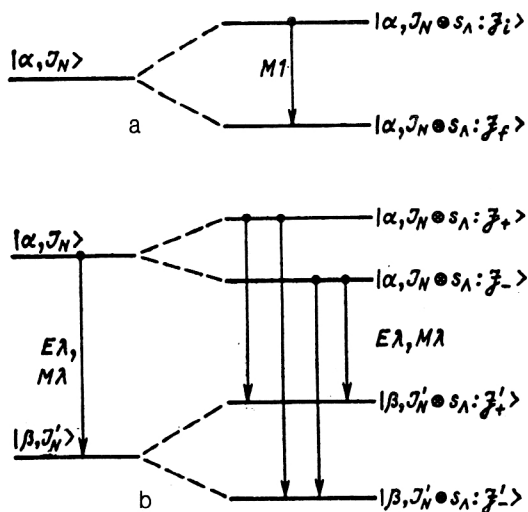 |α, J_N⟩
|α, J_N ⊗ s_Λ : 𝒥_i⟩
M1
|α, J_N ⊗ s_Λ : 𝒥_f⟩
a
|α, J_N⟩
|α, J_N ⊗ s_Λ : 𝒥_+⟩
|α, J_N ⊗ s_Λ : 𝒥_-⟩
Eλ,
Mλ
Eλ, Mλ
|β, J'_N⟩
|β, J'_N ⊗ s_Λ : 𝒥'_+⟩
b
|β, J'_N ⊗ s_Λ : 𝒥'_-⟩